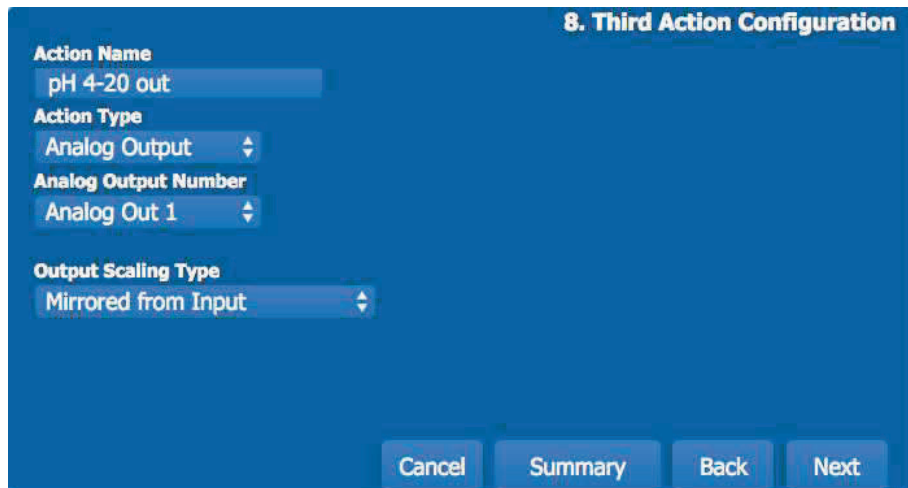 8. Third Action Configuration
Action Name
pH 4-20 out
Action Type
Analog Output
Analog Output Number
Analog Out 1
Output Scaling Type
Mirrored from Input
Cancel Summary Back Next